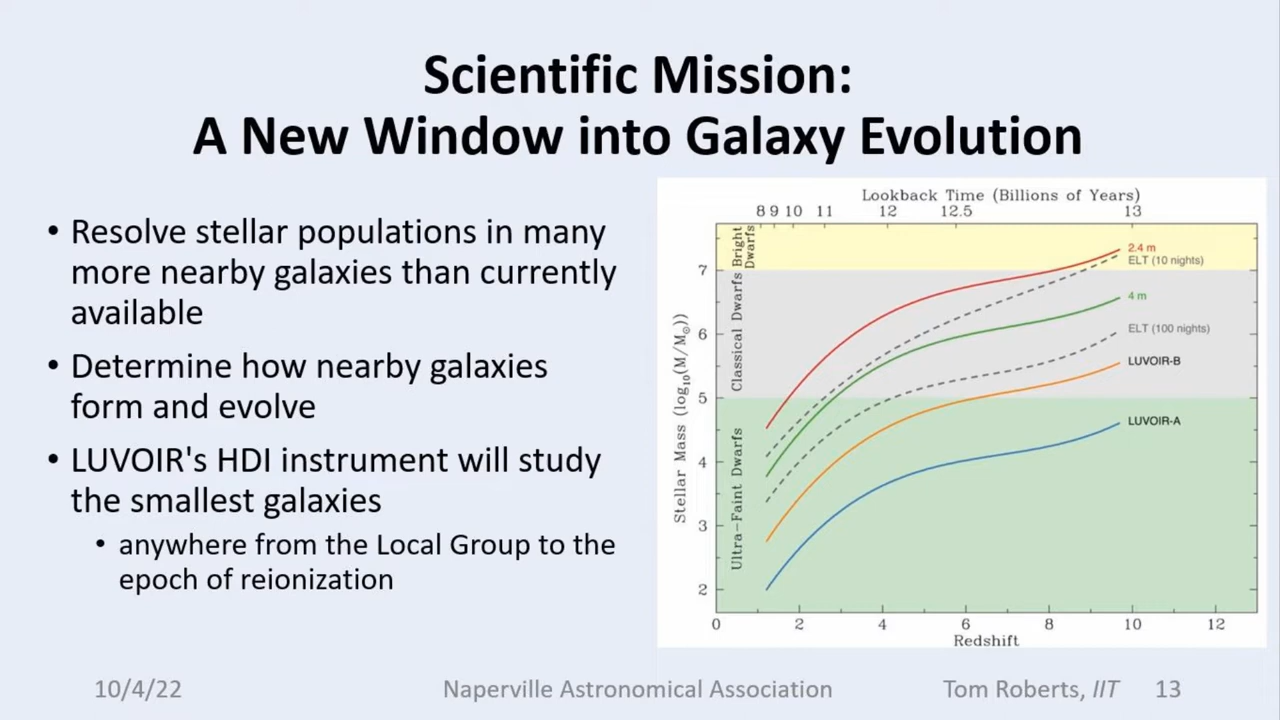 Scientific Mission:
A New Window into Galaxy Evolution
• Resolve stellar populations in many
more nearby galaxies than currently
available
• Determine how nearby galaxies
form and evolve
• LUVOIR's HDI instrument will study
the smallest galaxies
• anywhere from the Local Group to the
epoch of reionization
Lookback Time (Billions of Years)
8 9 10 11 12 12.5 13
Stellar Mass (log10(M/M☉))
7
6
5
4
3
2
Bright
Dwarfs
Classical Dwarfs
Ultra-Faint Dwarfs
2.4 m
ELT (10 nights)
4 m
ELT (100 nights)
LUVOIR-B
LUVOIR-A
0 2 4 6 8 10 12
Redshift
10/4/22 Naperville Astronomical Association Tom Roberts, IIT 13